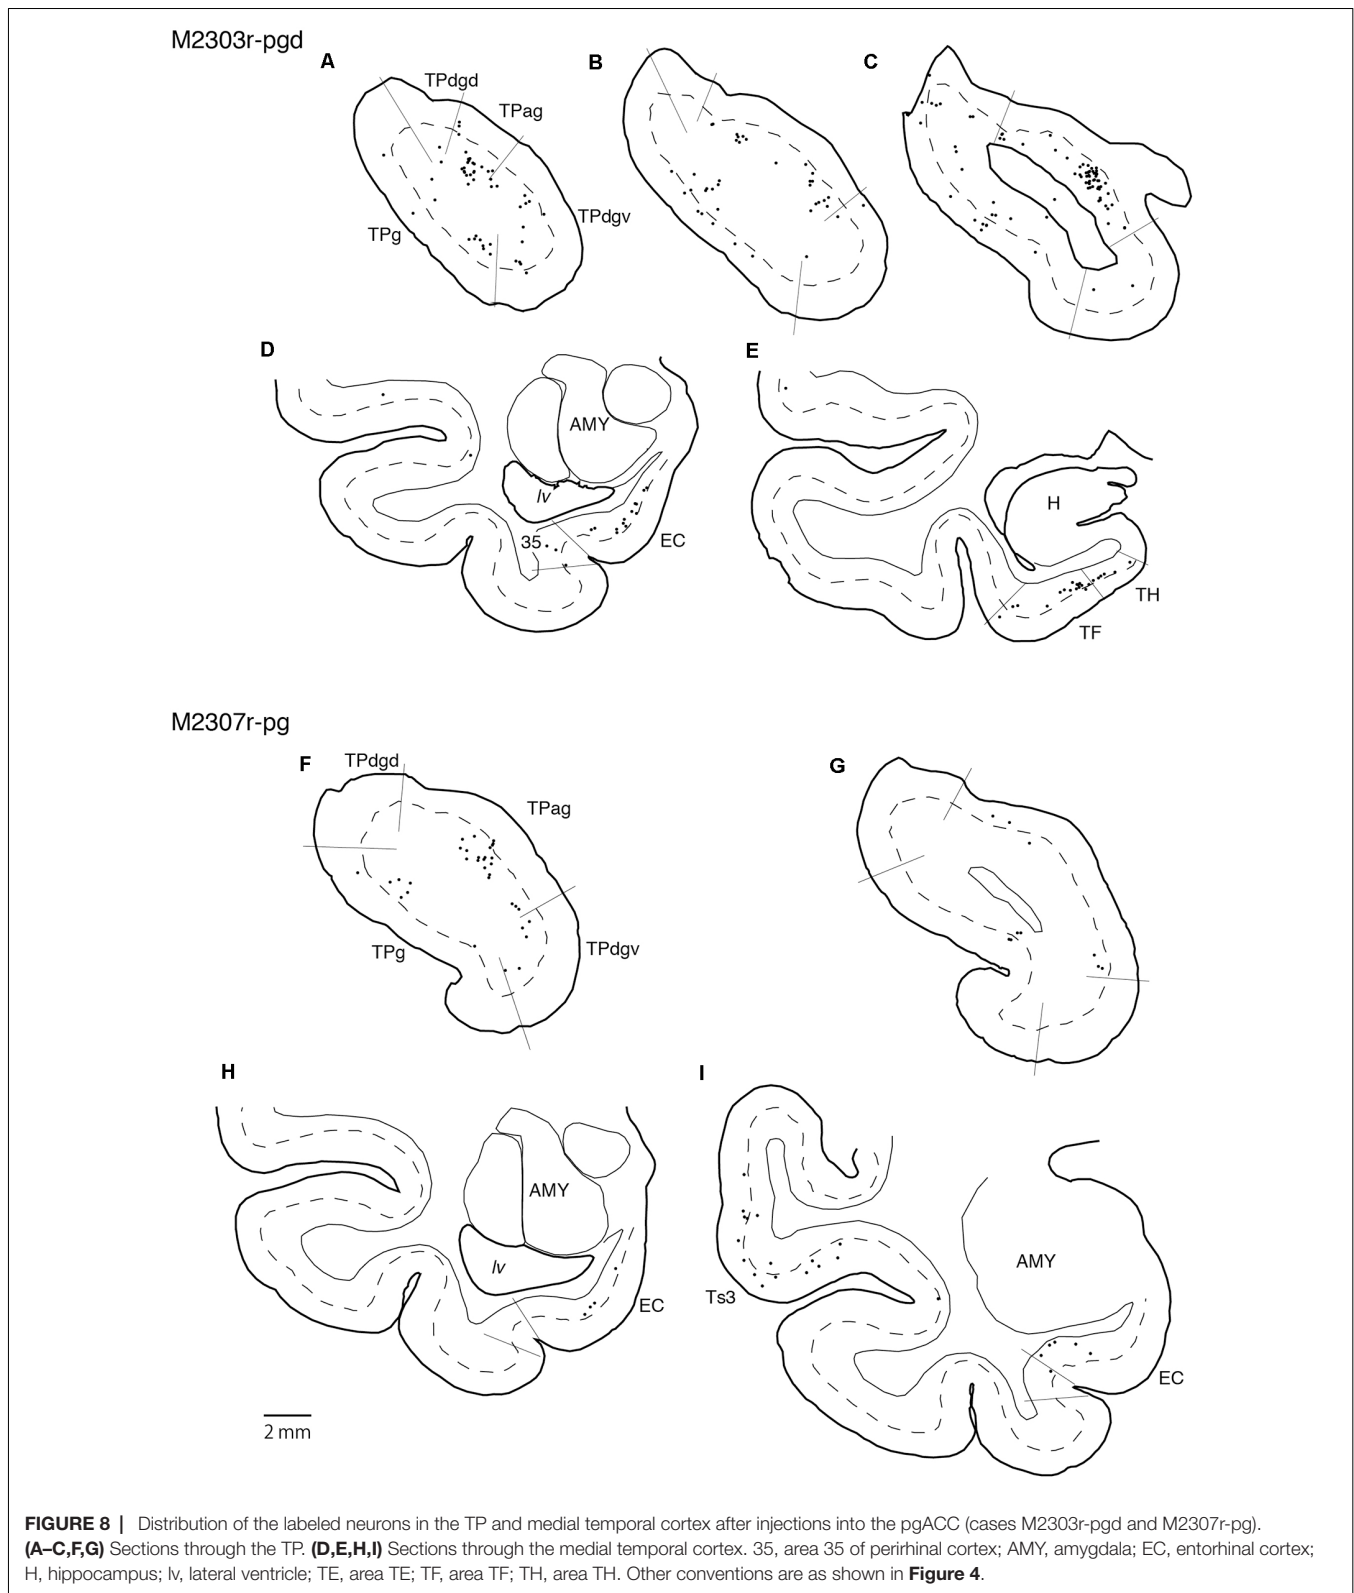 M2303r-pgd
A
B
C
TPdgd
TPag
TPg
TPdgv
D
E
AMY
lv
35
EC
H
TH
TF
M2307r-pg
F
G
TPdgd
TPag
TPg
TPdgv
H
I
AMY
lv
EC
AMY
Ts3
EC
2 mm
FIGURE 8 | Distribution of the labeled neurons in the TP and medial temporal cortex after injections into the pgACC (cases M2303r-pgd and M2307r-pg).
(A–C,F,G) Sections through the TP. (D,E,H,I) Sections through the medial temporal cortex. 35, area 35 of perirhinal cortex; AMY, amygdala; EC, entorhinal cortex;
H, hippocampus; lv, lateral ventricle; TE, area TE; TF, area TF; TH, area TH. Other conventions are as shown in Figure 4.